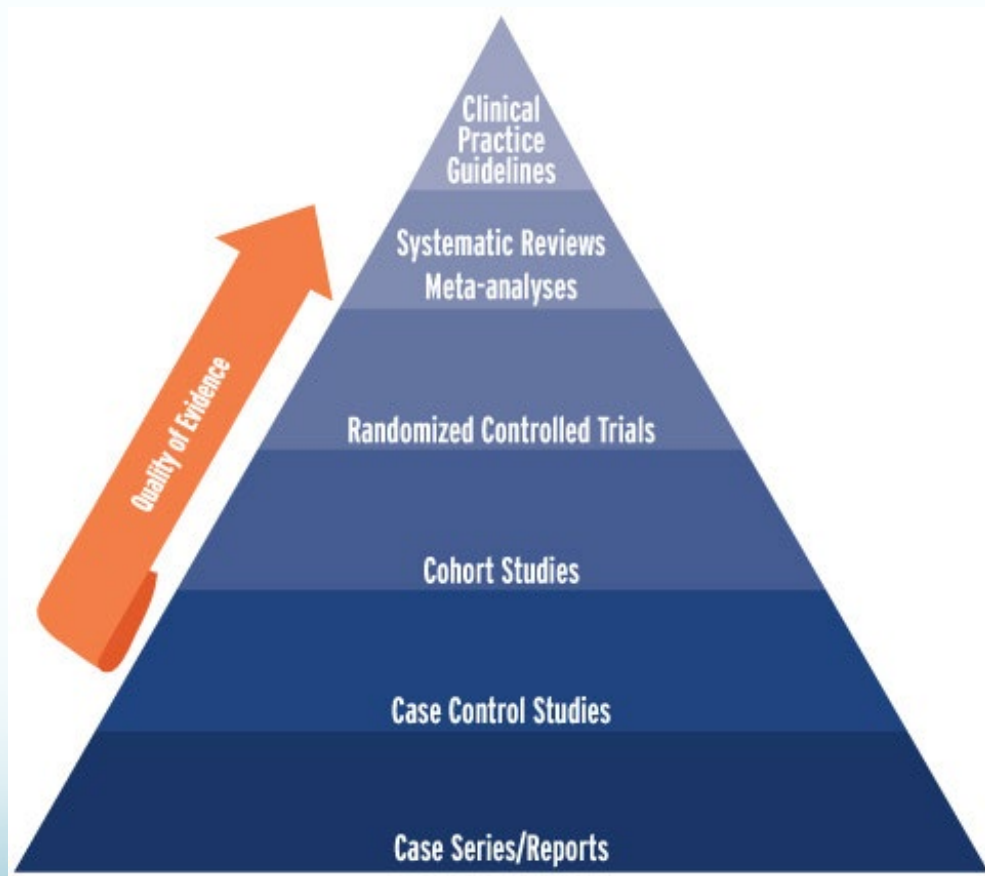 Clinical
Practice
Guidelines
Systematic Reviews
Meta-analyses
Quality of Evidence
Randomized Controlled Trials
Cohort Studies
Case Control Studies
Case Series/Reports